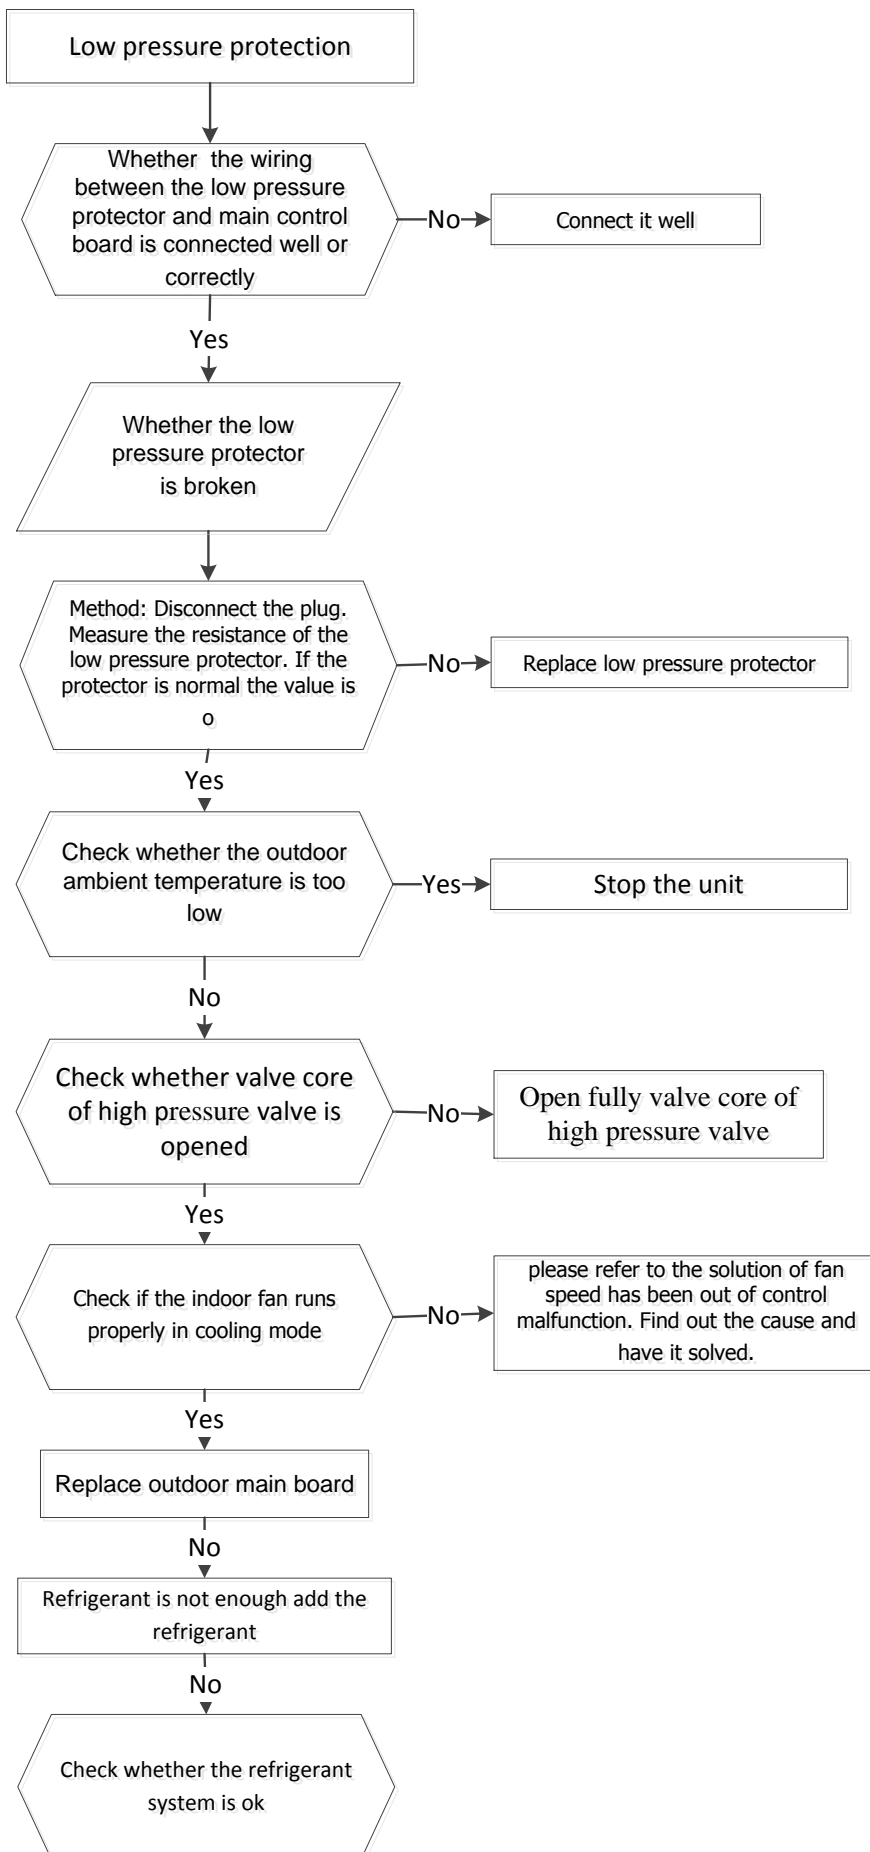 Low pressure protection
Whether the wiring
between the low pressure
protector and main control
board is connected well or
correctly
No
Connect it well
Yes
Whether the low
pressure protector
is broken
Method: Disconnect the plug.
Measure the resistance of the
low pressure protector. If the
protector is normal the value is
o
No
Replace low pressure protector
Yes
Check whether the outdoor
ambient temperature is too
low
Yes
Stop the unit
No
Check whether valve core
of high pressure valve is
opened
No
Open fully valve core of
high pressure valve
Yes
Check if the indoor fan runs
properly in cooling mode
No
please refer to the solution of fan
speed has been out of control
malfunction. Find out the cause and
have it solved.
Yes
Replace outdoor main board
No
Refrigerant is not enough add the
refrigerant
No
Check whether the refrigerant
system is ok